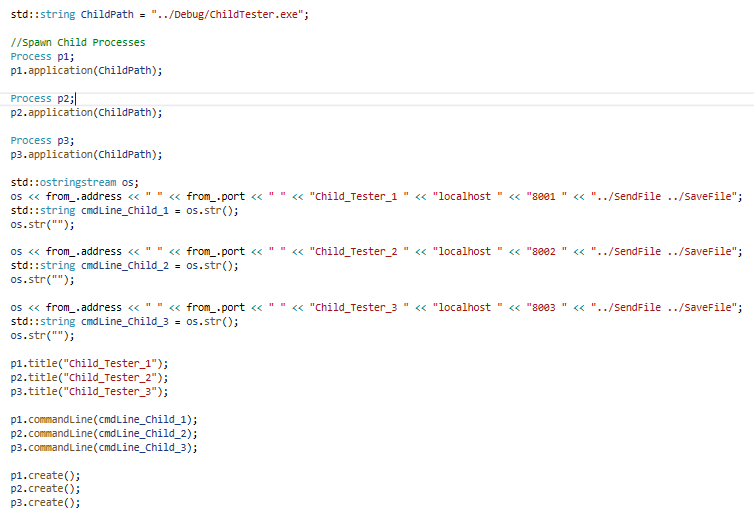 std::string ChildPath = "../Debug/ChildTester.exe";
//Spawn Child Processes
Process p1;
p1.application(ChildPath);
Process p2;
p2.application(ChildPath);
Process p3;
p3.application(ChildPath);
std::ostringstream os;
os << from_.address << " " << from_.port << " " << "Child_Tester_1 " << "localhost " << "8001 " << "../SendFile ../SaveFile";
std::string cmdLine_Child_1 = os.str();
os.str("");
os << from_.address << " " << from_.port << " " << "Child_Tester_2 " << "localhost " << "8002 " << "../SendFile ../SaveFile";
std::string cmdLine_Child_2 = os.str();
os.str("");
os << from_.address << " " << from_.port << " " << "Child_Tester_3 " << "localhost " << "8003 " << "../SendFile ../SaveFile";
std::string cmdLine_Child_3 = os.str();
os.str("");
p1.title("Child_Tester_1");
p2.title("Child_Tester_2");
p3.title("Child_Tester_3");
p1.commandLine(cmdLine_Child_1);
p2.commandLine(cmdLine_Child_2);
p3.commandLine(cmdLine_Child_3);
p1.create();
p2.create();
p3.create();